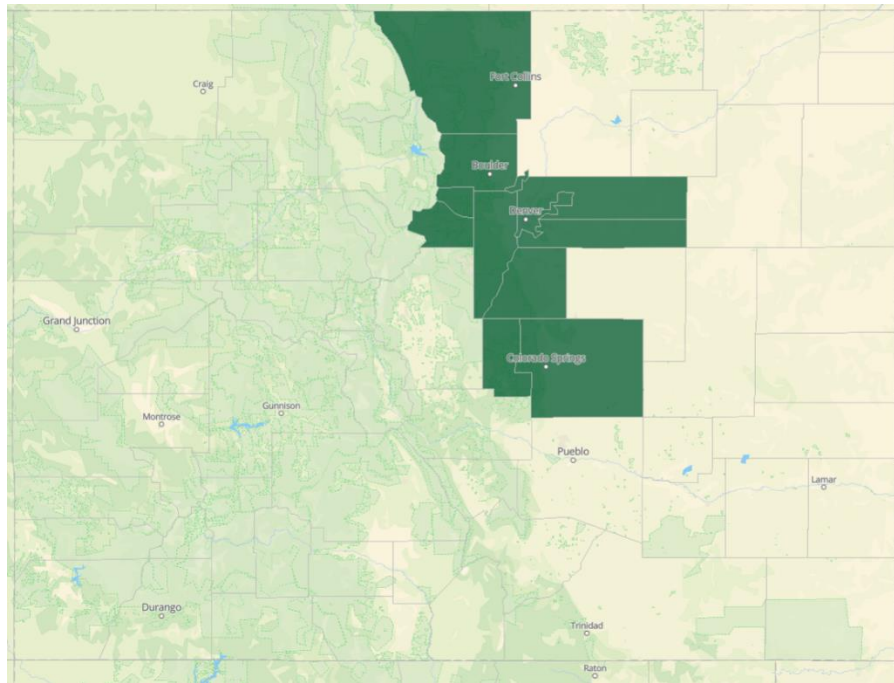 Fort Collins
Craig
Boulder
Denver
Grand Junction
Colorado Springs
Gunnison
Montrose
Pueblo
Lamar
Durango
Trinidad
Raton